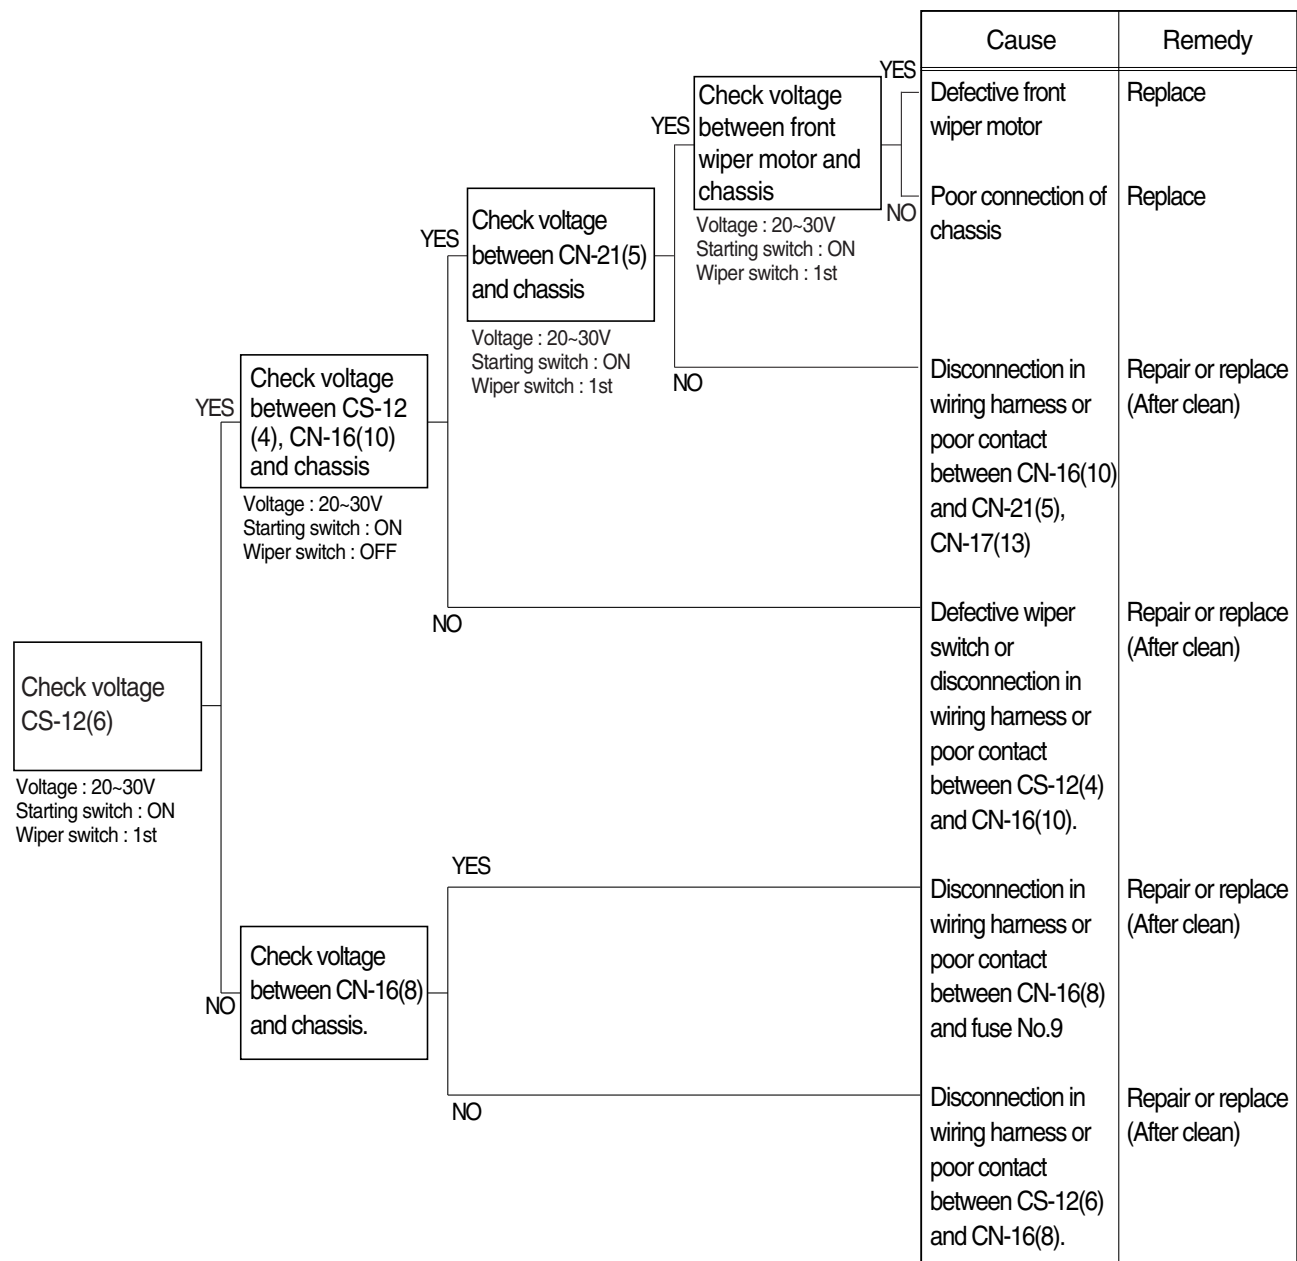 Cause
Remedy
YES
Check voltage
between front
wiper motor and
chassis
Voltage : 20~30V
Starting switch : ON
Wiper switch : 1st
YES
Defective front
wiper motor
Replace
NO
Poor connection of
chassis
Replace
YES
Check voltage
between CN-21(5)
and chassis
Voltage : 20~30V
Starting switch : ON
Wiper switch : 1st
NO
Disconnection in
wiring harness or
poor contact
between CN-16(10)
and CN-21(5),
CN-17(13)
Repair or replace
(After clean)
YES
Check voltage
between CS-12
(4), CN-16(10)
and chassis
Voltage : 20~30V
Starting switch : ON
Wiper switch : OFF
NO
Defective wiper
switch or
disconnection in
wiring harness or
poor contact
between CS-12(4)
and CN-16(10).
Repair or replace
(After clean)
Check voltage
CS-12(6)
Voltage : 20~30V
Starting switch : ON
Wiper switch : 1st
NO
Check voltage
between CN-16(8)
and chassis.
YES
Disconnection in
wiring harness or
poor contact
between CN-16(8)
and fuse No.9
Repair or replace
(After clean)
NO
Disconnection in
wiring harness or
poor contact
between CS-12(6)
and CN-16(8).
Repair or replace
(After clean)